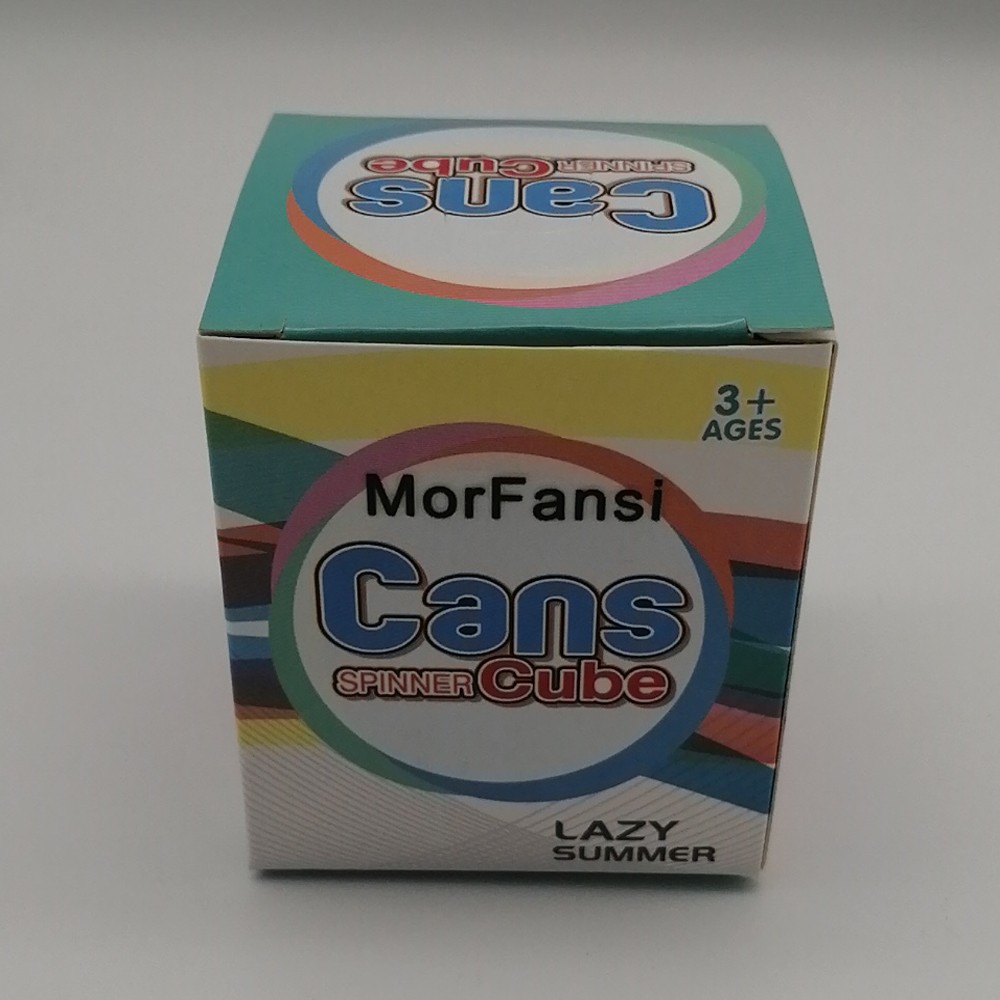 Cans
SPINNER Cube
3+
AGES
MorFansi
Cans
SPINNER Cube
LAZY
SUMMER